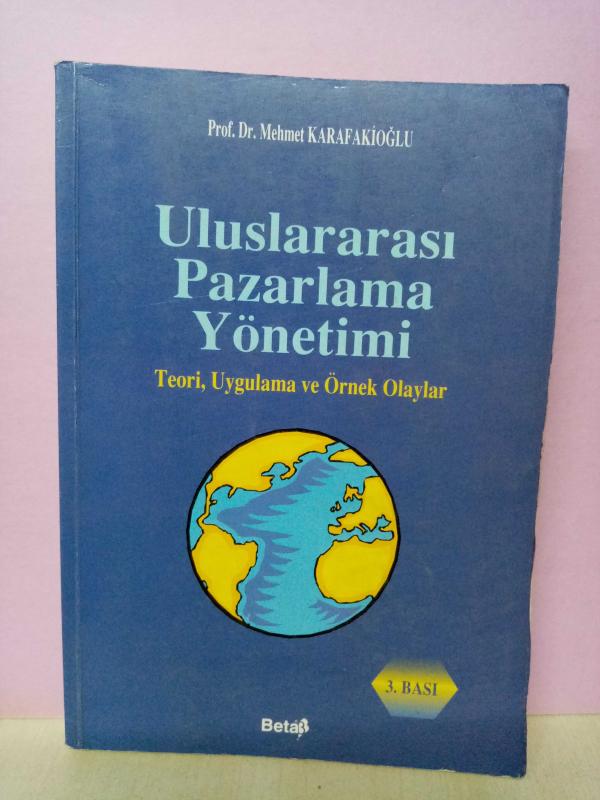 Prof. Dr. Mehmet KARAFAKİOĞLU
Uluslararası
Pazarlama
Yönetimi
Teori, Uygulama ve Örnek Olaylar
3. BASI
Beta